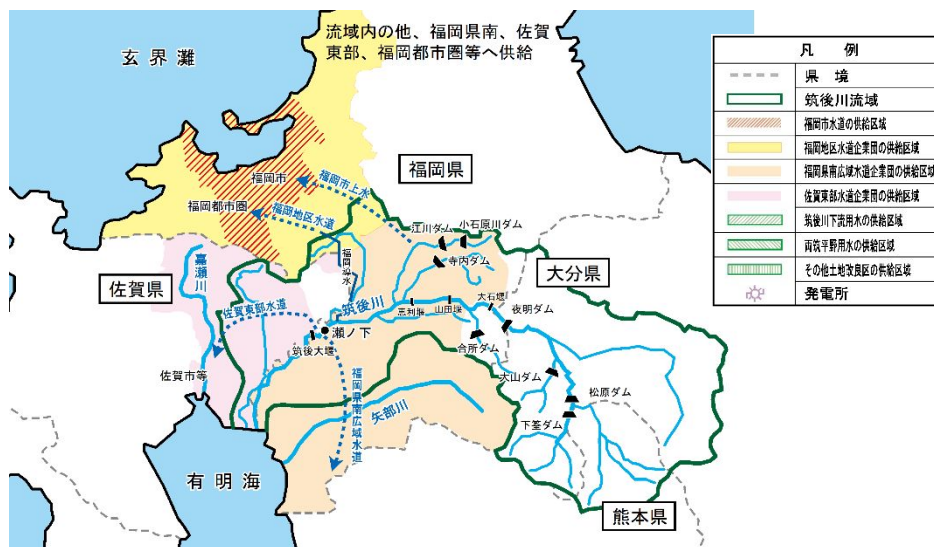 流域内の他、福岡県南、佐賀
東部、福岡都市圏等へ供給
玄界灘
凡例
県境
筑後川流域
福岡市水道の供給区域
福岡地区水道企業団の供給区域
福岡県南広域水道企業団の供給区域
佐賀東部水道企業団の供給区域
筑後川下流用水の供給区域
両筑平野用水の供給区域
その他土地改良区の供給区域
発電所
福岡県
福岡市
福岡市上水
福岡都市圏
福岡地区水道
福岡導水
江川ダム
小石原川ダム
寺内ダム
大分県
佐賀県
嘉瀬川
佐賀東部水道
筑後川
恵利堰
山田堰
大石堰
夜明ダム
瀬ノ下
筑後大堰
合所ダム
佐賀市等
福岡県南広域水道
大山ダム
松原ダム
矢部川
下筌ダム
有明海
熊本県